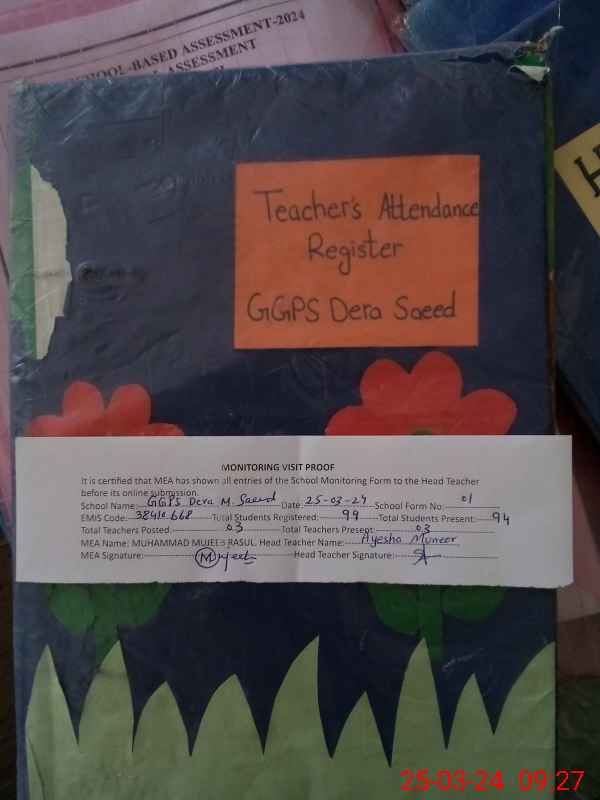 SCHOOL-BASED ASSESSMENT-2024
ASSESSMENT
H
Teacher's Attendance
Register
GGPS Dera Saeed
MONITORING VISIT PROOF
It is certified that MEA has shown all entries of the School Monitoring Form to the Head Teacher
before its online submission.
School Name: GGPS Dera M. Saeed Date: 25-03-24 School Form No: 01
EMIS Code: 38410668 Total Students Registered: 99 Total Students Present: 94
Total Teachers Posted 03 Total Teachers Present: 03
MEA Name: MUHAMMAD MUJEEB RASUL. Head Teacher Name: Ayesha Muneer
MEA Signature: Mujeeb Head Teacher Signature:
25-03-24 09:27